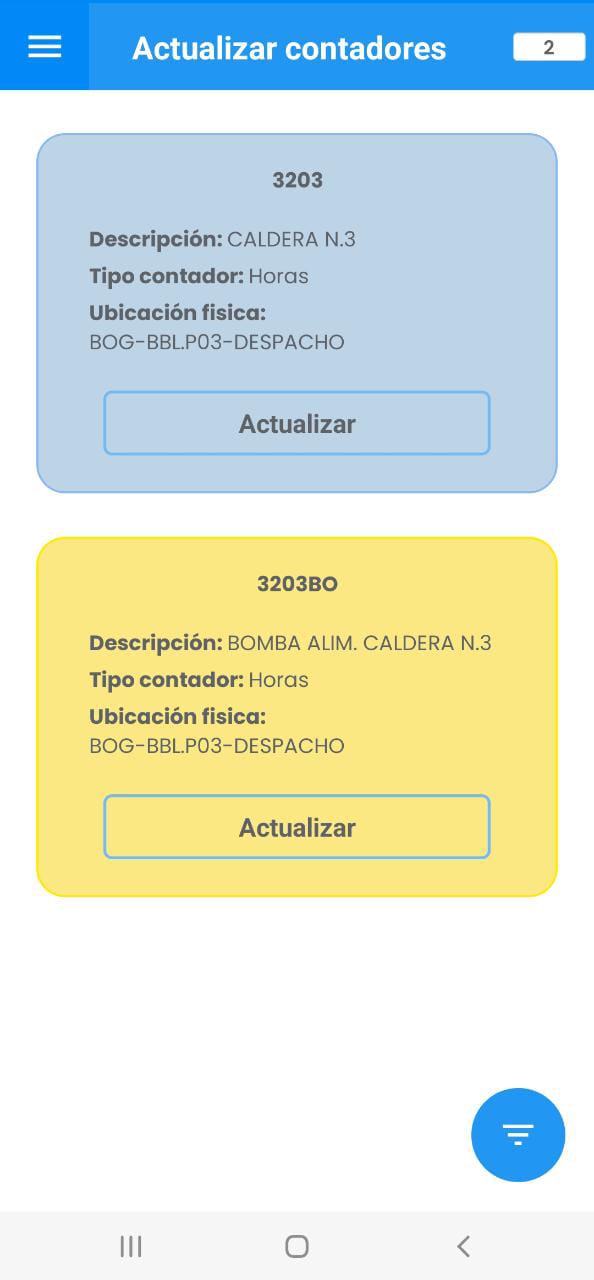 Actualizar contadores
2
3203
Descripción: CALDERA N.3
Tipo contador: Horas
Ubicación fisica:
BOG-BBL.P03-DESPACHO
Actualizar
3203BO
Descripción: BOMBA ALIM. CALDERA N.3
Tipo contador: Horas
Ubicación fisica:
BOG-BBL.P03-DESPACHO
Actualizar